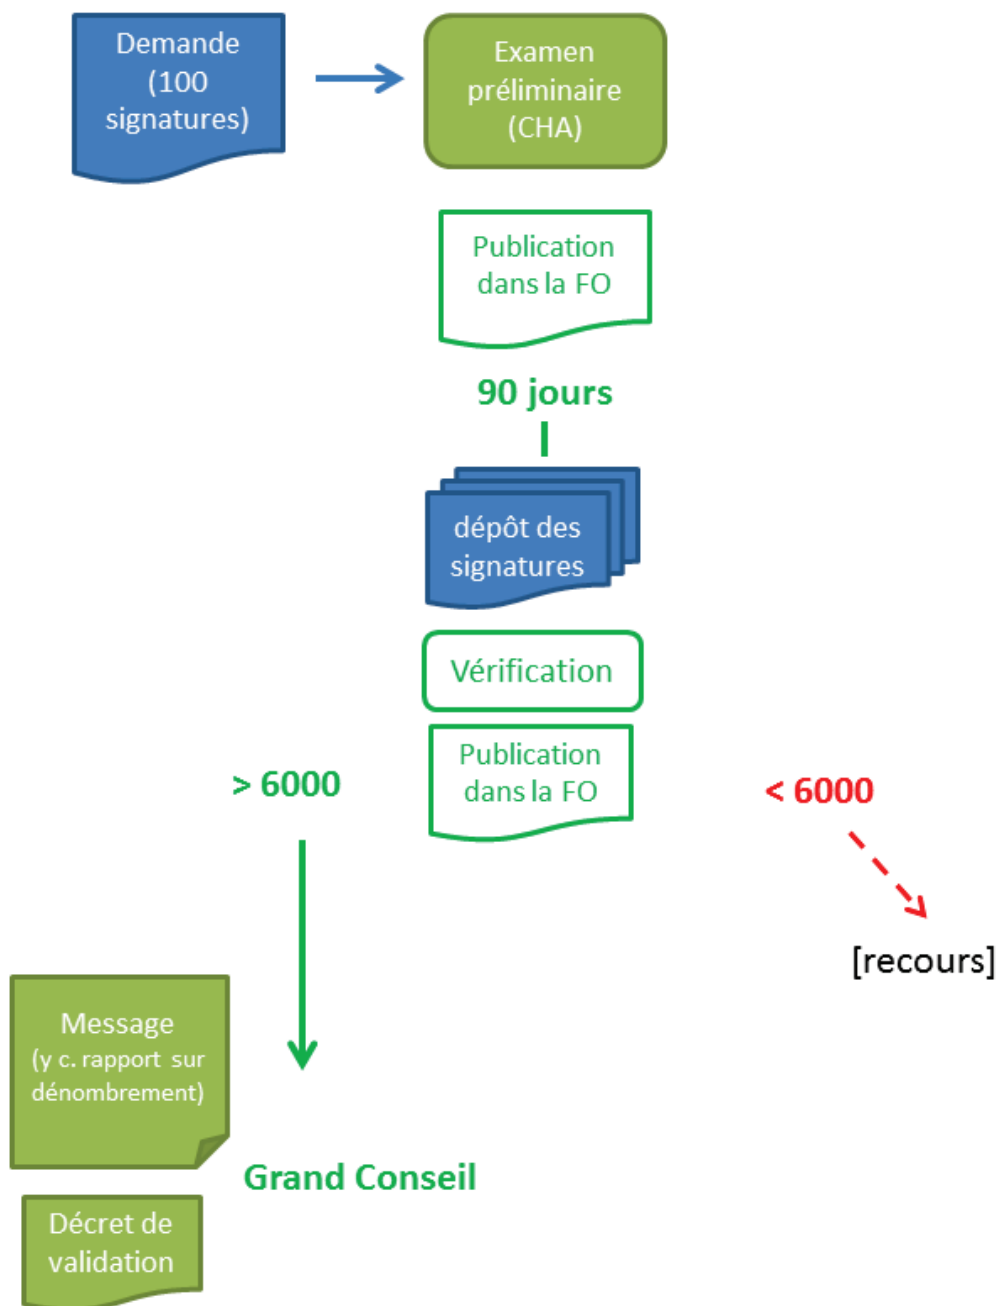 Demande
(100
signatures)
Examen
préliminaire
(CHA)
Publication
dans la FO
90 jours
dépôt des
signatures
Vérification
Publication
dans la FO
> 6000
< 6000
[recours]
Message
(y c. rapport sur
dénombrement)
Grand Conseil
Décret de
validation